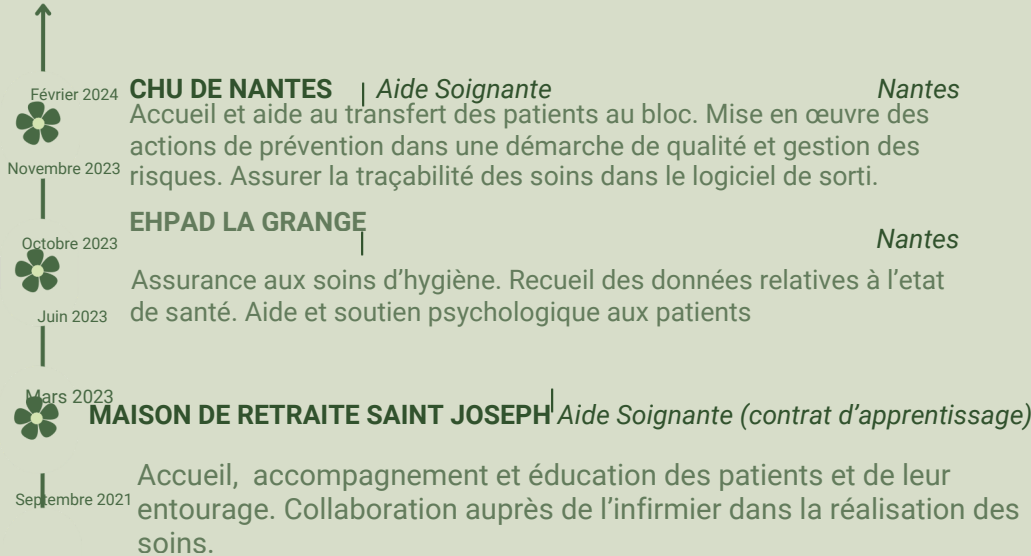 Février 2024
CHU DE NANTES | Aide Soignante Nantes
Accueil et aide au transfert des patients au bloc. Mise en œuvre des
actions de prévention dans une démarche de qualité et gestion des
Novembre 2023
risques. Assurer la traçabilité des soins dans le logiciel de sorti.
EHPAD LA GRANGE |
Octobre 2023
Nantes
Assurance aux soins d’hygiène. Recueil des données relatives à l’etat
Juin 2023
de santé. Aide et soutien psychologique aux patients
Mars 2023
MAISON DE RETRAITE SAINT JOSEPH | Aide Soignante (contrat d’apprentissage)
Accueil, accompagnement et éducation des patients et de leur
Septembre 2021
entourage. Collaboration auprès de l’infirmier dans la réalisation des
soins.